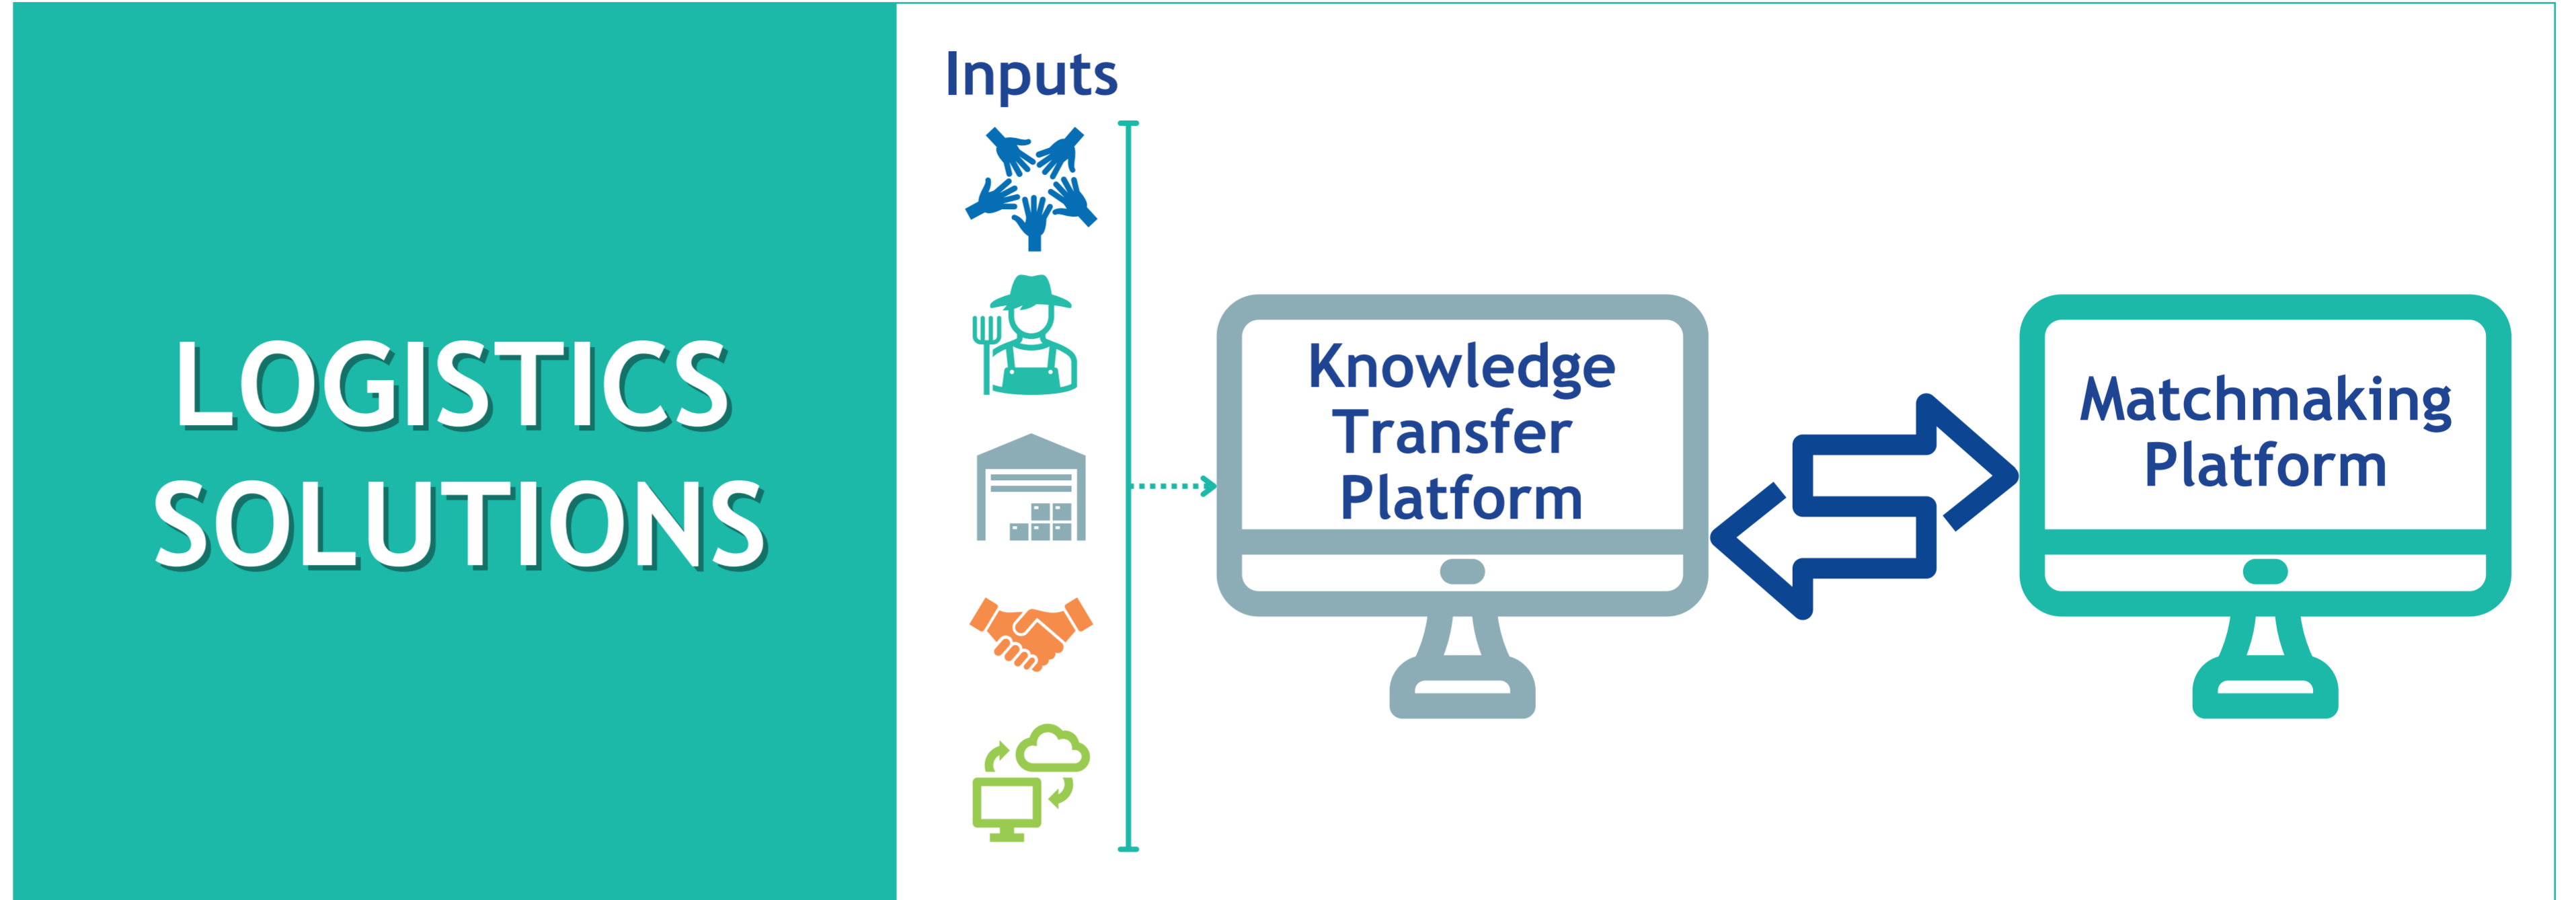 LOGISTICS
SOLUTIONS
Inputs
Knowledge
Transfer
Platform
Matchmaking
Platform